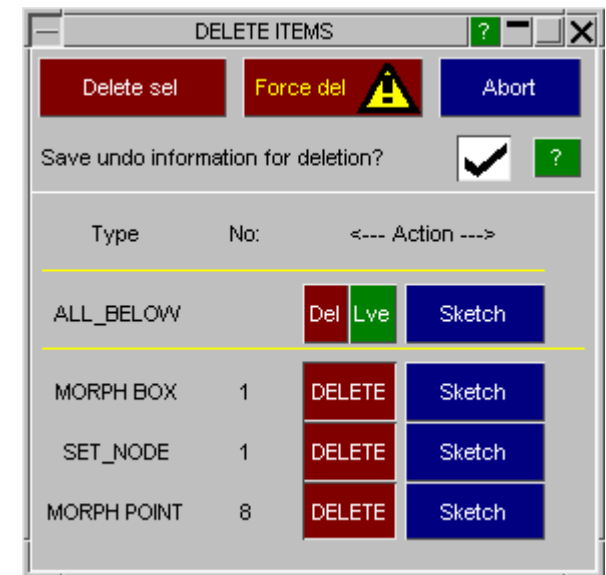 DELETE ITEMS ?
Delete sel Force del Abort
Save undo information for deletion? ?
Type No: <--- Action --->
ALL_BELOW Del Lve Sketch
MORPH BOX 1 DELETE Sketch
SET_NODE 1 DELETE Sketch
MORPH POINT 8 DELETE Sketch